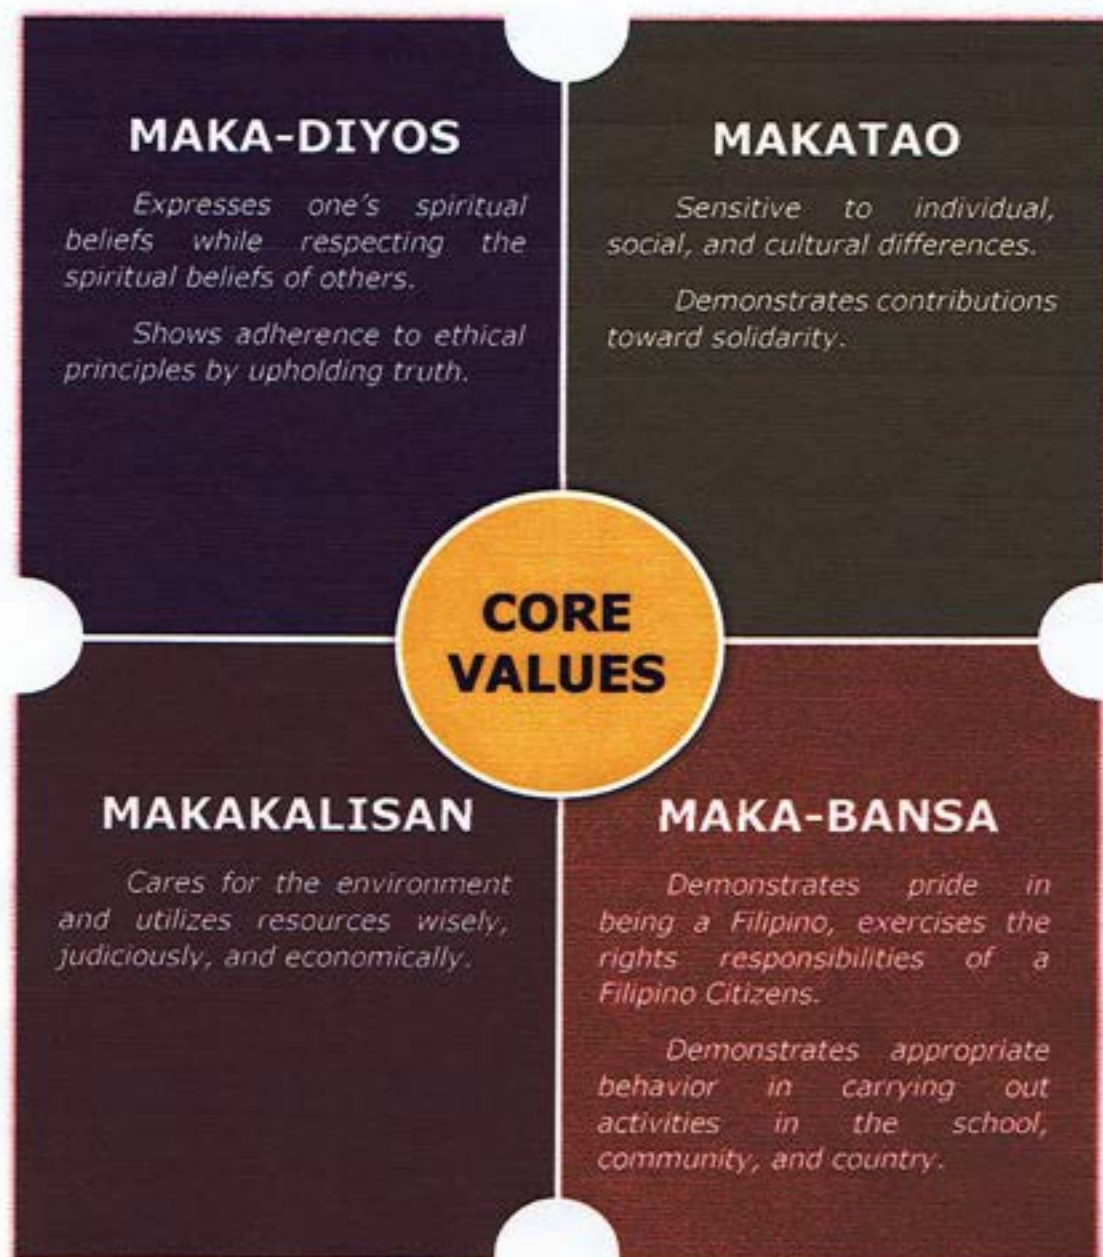 MAKA-DIYOS
Expresses one's spiritual
beliefs while respecting the
spiritual beliefs of others.
Shows adherence to ethical
principles by upholding truth.
MAKATAO
Sensitive to individual,
social, and cultural differences.
Demonstrates contributions
toward solidarity.
CORE
VALUES
MAKAKALISAN
Cares for the environment
and utilizes resources wisely,
judiciously, and economically.
MAKA-BANSA
Demonstrates pride in
being a Filipino, exercises the
rights responsibilities of a
Filipino Citizens.
Demonstrates appropriate
behavior in carrying out
activities in the school,
community, and country.